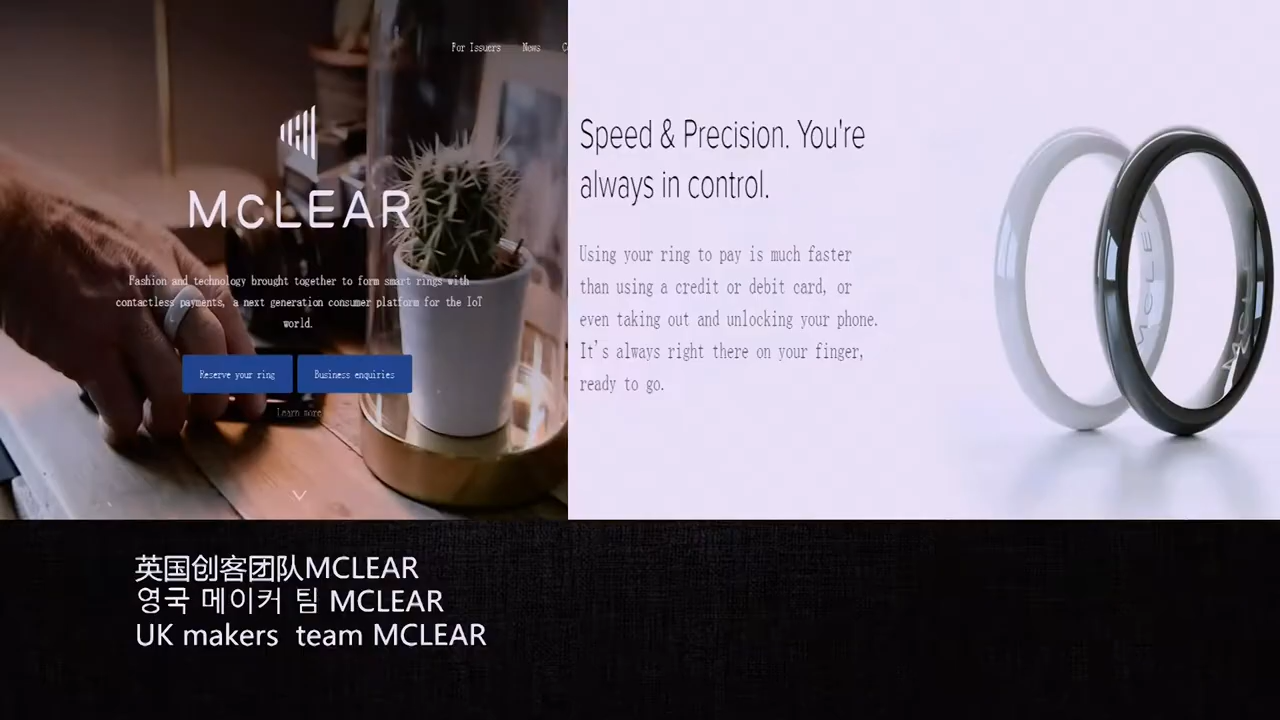 For Issuers News
McLEAR
Fashion and technology brought together to form smart rings with
contactless payments, a next generation consumer platform for the IoT
world.
Reserve your ring Business enquiries
Learn more
Speed & Precision. You're
always in control.
Using your ring to pay is much faster
than using a credit or debit card, or
even taking out and unlocking your phone.
It's always right there on your finger,
ready to go.
McLEAR
英国创客团队MCLEAR
영국 메이커 팀 MCLEAR
UK makers team MCLEAR